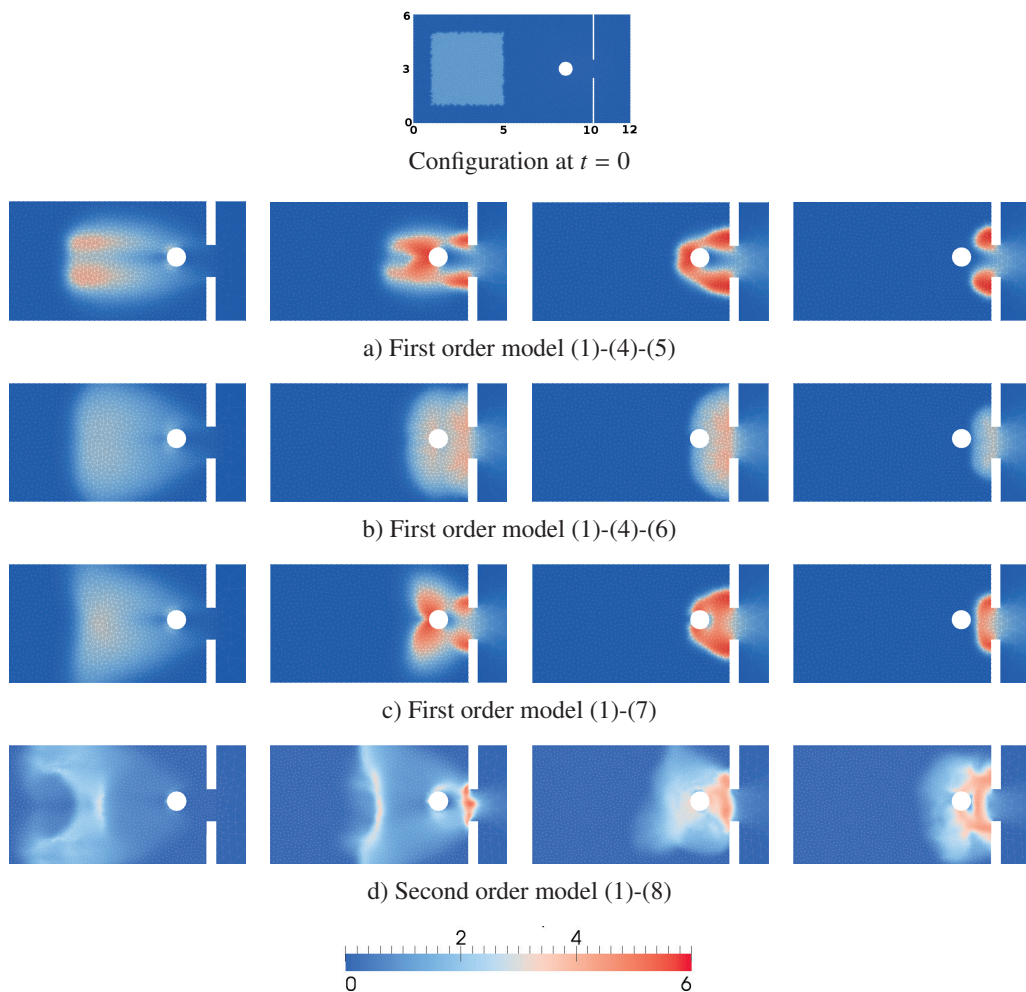 6
3
0
0 5 10 12
Configuration at t = 0
a) First order model (1)-(4)-(5)
b) First order model (1)-(4)-(6)
c) First order model (1)-(7)
d) Second order model (1)-(8)
2 4
0 6